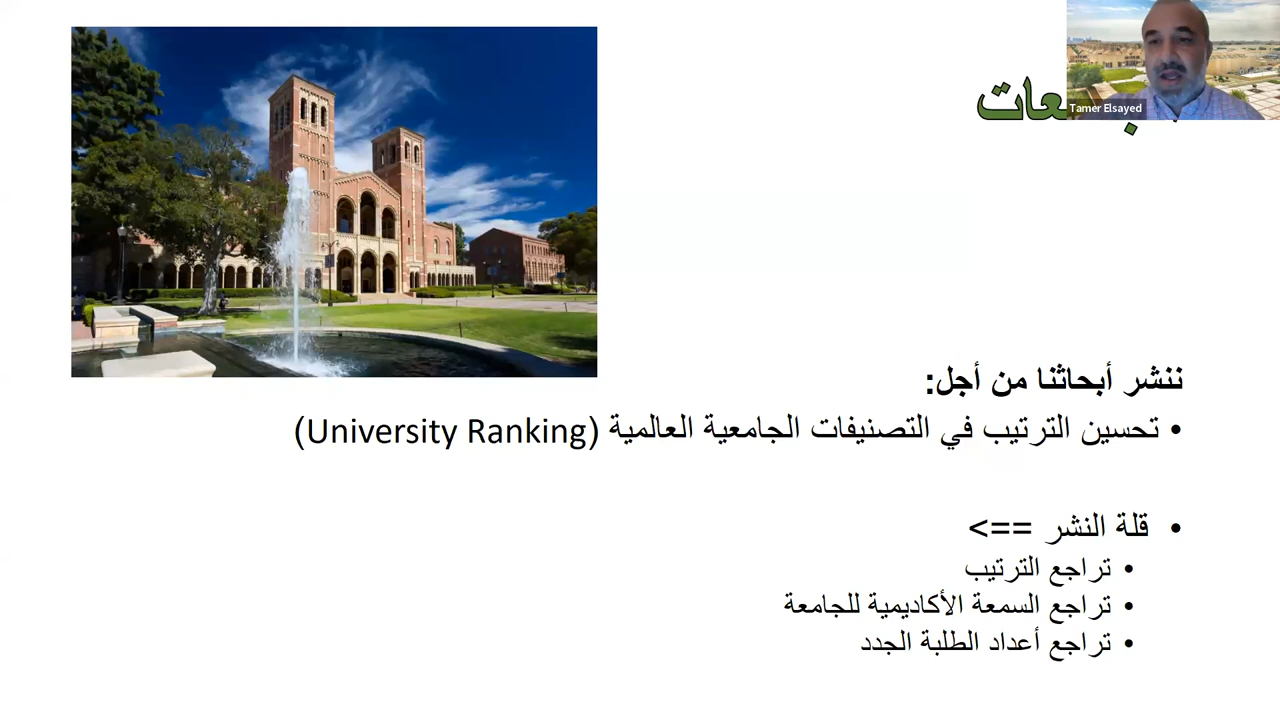 Tamer Elsayed
ننشر أبحاثنا من أجل:
• تحسين الترتيب في التصنيفات الجامعية العالمية (University Ranking)
• قلة النشر ==>
• تراجع الترتيب
• تراجع السمعة الأكاديمية للجامعة
• تراجع أعداد الطلبة الجدد